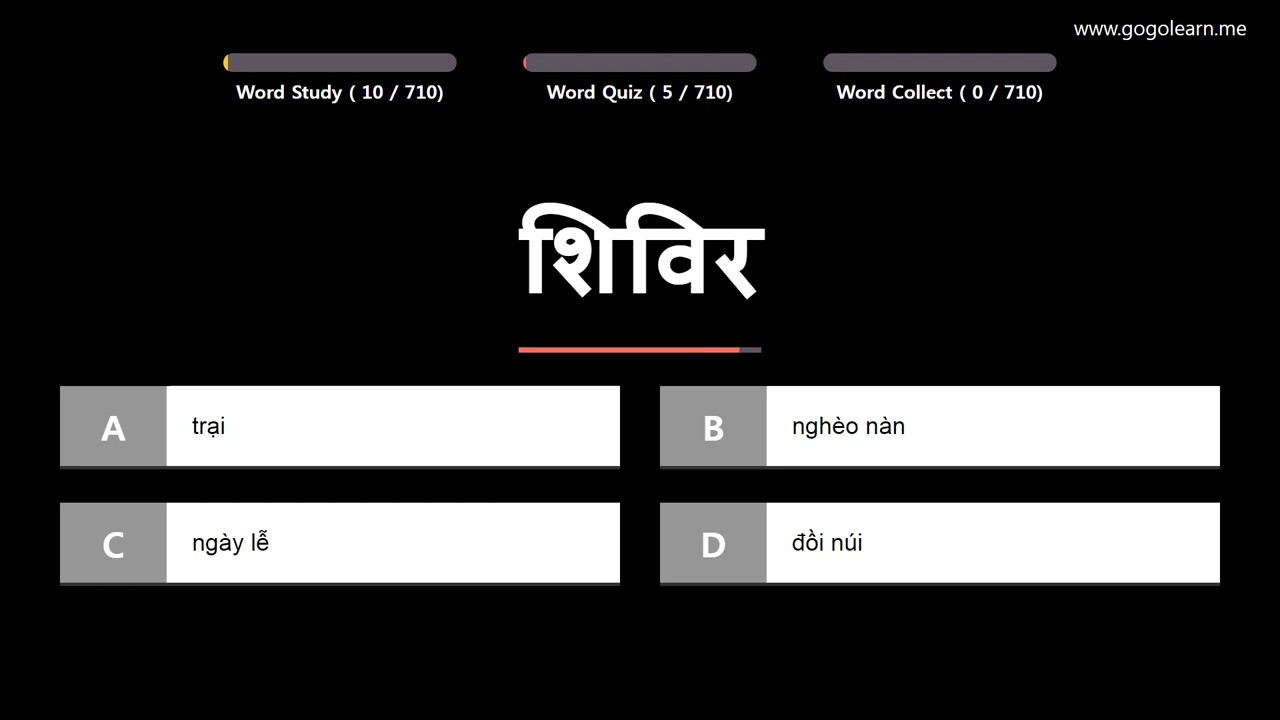 www.gogolearn.me
Word Study ( 10 / 710)
Word Quiz ( 5 / 710)
Word Collect ( 0 / 710)
शिविर
A
trại
B
nghèo nàn
C
ngày lễ
D
đồi núi